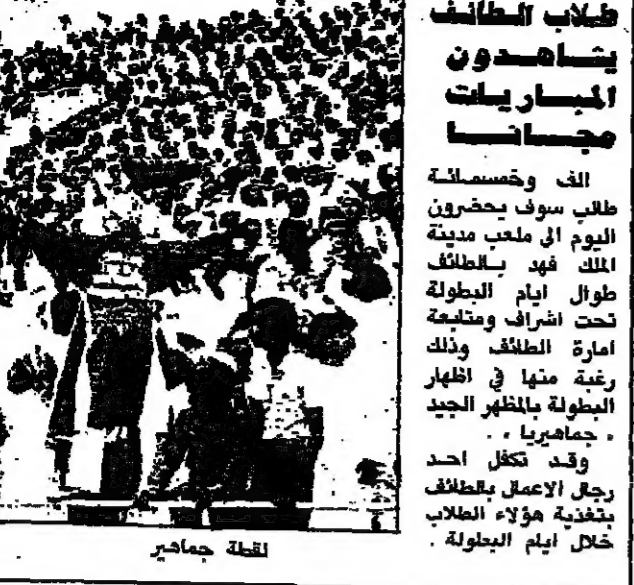 طلاب الطائف
يشاهدون
المباريات
مجانا
الف وخمسمائة
طالب سوف يحضرون
اليوم الى ملعب مدينة
الملك فهد بالطائف
طوال ايام البطولة
تحت اشراف ومتابعة
امارة الطائف وذلك
رغبة منها في اظهار
البطولة بالمظهر الجيد
« جماهيريا » .
وقد تكفل احد
رجال الاعمال بالطائف
بتغذية هؤلاء الطلاب
خلال ايام البطولة .
لقطة جماهير